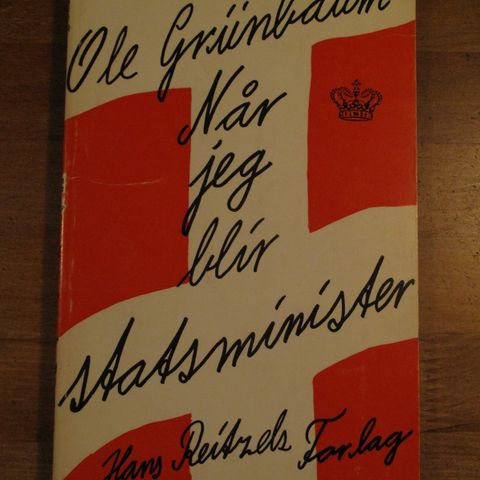 Ole Grünbaum
Når
jeg
blir
statsminister
Hans Reitzels Forlag